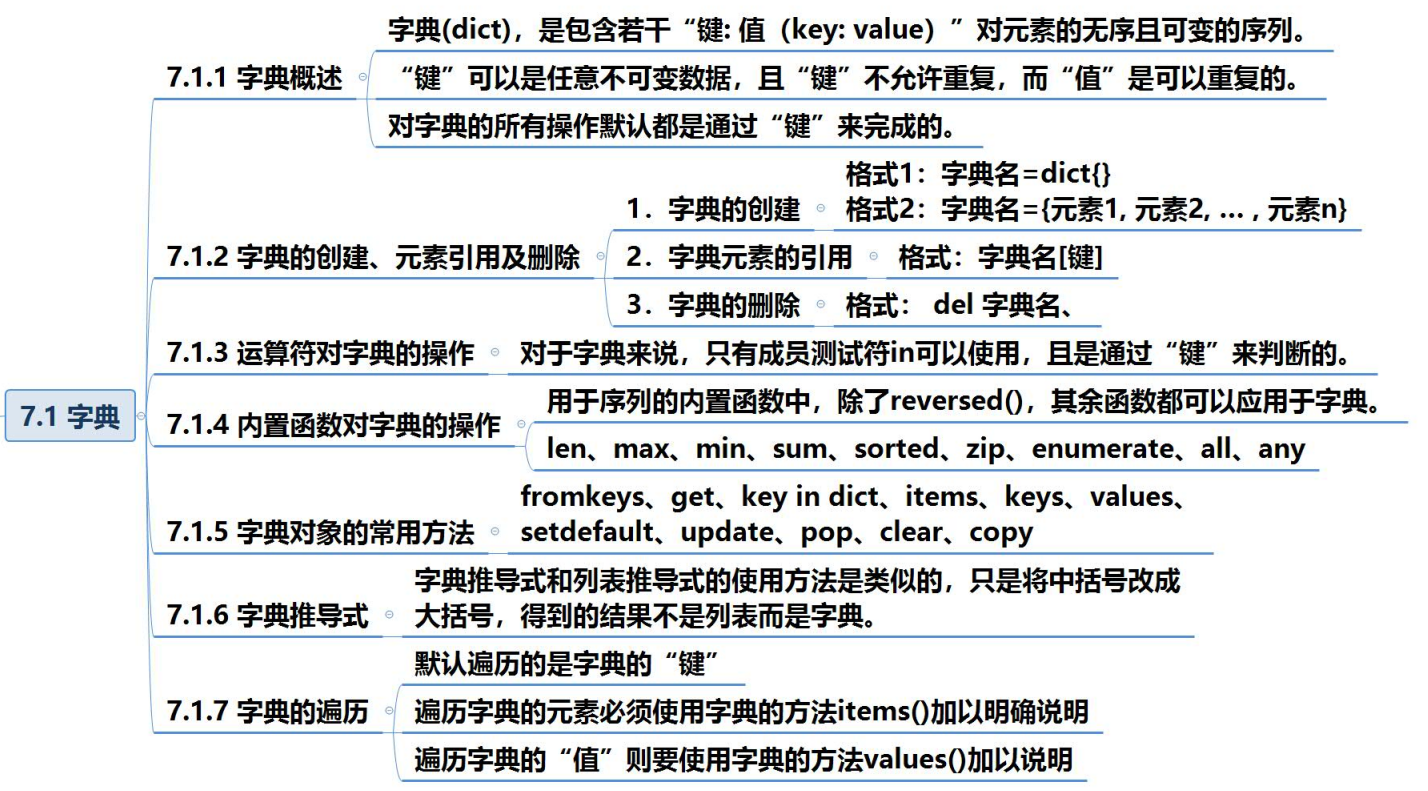 7.1 字典
7.1.1 字典概述
字典(dict)，是包含若干“键: 值（key: value）”对元素的无序且可变的序列。
“键”可以是任意不可变数据，且“键”不允许重复，而“值”是可以重复的。
对字典的所有操作默认都是通过“键”来完成的。
7.1.2 字典的创建、元素引用及删除
1．字典的创建
格式1：字典名=dict{}
格式2：字典名={元素1, 元素2, … , 元素n}
2．字典元素的引用
格式：字典名[键]
3．字典的删除
格式： del 字典名、
7.1.3 运算符对字典的操作
对于字典来说，只有成员测试符in可以使用，且是通过“键”来判断的。
7.1.4 内置函数对字典的操作
用于序列的内置函数中，除了reversed()，其余函数都可以应用于字典。
len、max、min、sum、sorted、zip、enumerate、all、any
7.1.5 字典对象的常用方法
fromkeys、get、key in dict、items、keys、values、
setdefault、update、pop、clear、copy
7.1.6 字典推导式
字典推导式和列表推导式的使用方法是类似的，只是将中括号改成
大括号，得到的结果不是列表而是字典。
7.1.7 字典的遍历
默认遍历的是字典的“键”
遍历字典的元素必须使用字典的方法items()加以明确说明
遍历字典的“值”则要使用字典的方法values()加以说明